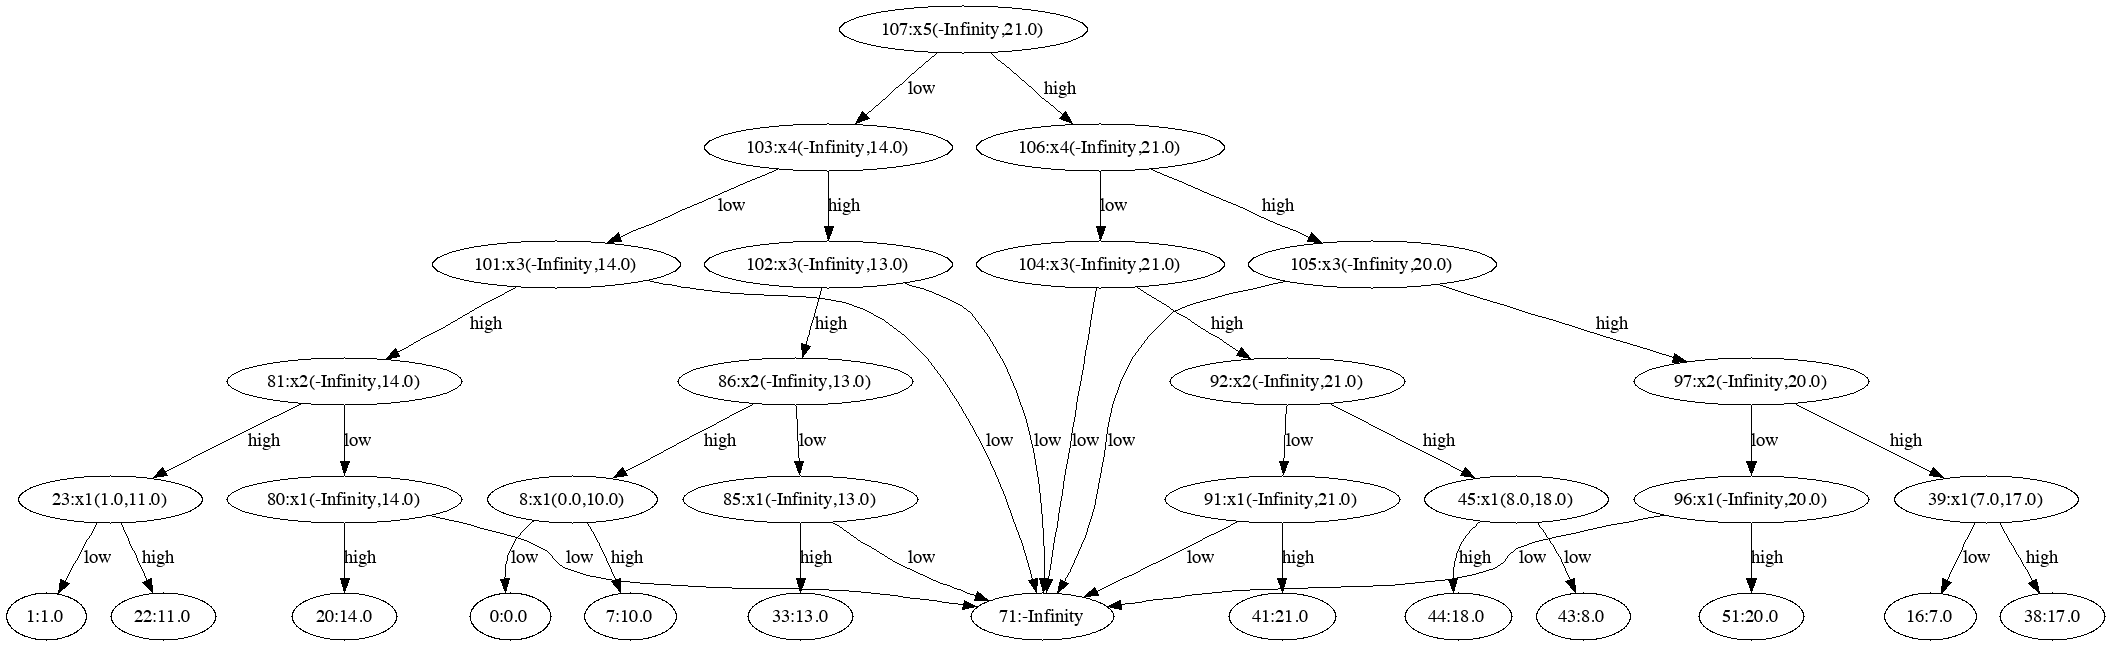 107:x5(-Infinity,21.0)
low
high
103:x4(-Infinity,14.0)
106:x4(-Infinity,21.0)
low
high
low
high
101:x3(-Infinity,14.0)
102:x3(-Infinity,13.0)
104:x3(-Infinity,21.0)
105:x3(-Infinity,20.0)
high
high
high
high
81:x2(-Infinity,14.0)
86:x2(-Infinity,13.0)
92:x2(-Infinity,21.0)
97:x2(-Infinity,20.0)
high
low
high
low
low
low
low
low
low
high
low
high
23:x1(1.0,11.0)
80:x1(-Infinity,14.0)
8:x1(0.0,10.0)
85:x1(-Infinity,13.0)
91:x1(-Infinity,21.0)
45:x1(8.0,18.0)
96:x1(-Infinity,20.0)
39:x1(7.0,17.0)
low
high
high
low
low
high
high
low
low
high
high
low
low
high
low
high
1:1.0
22:11.0
20:14.0
0:0.0
7:10.0
33:13.0
71:-Infinity
41:21.0
44:18.0
43:8.0
51:20.0
16:7.0
38:17.0